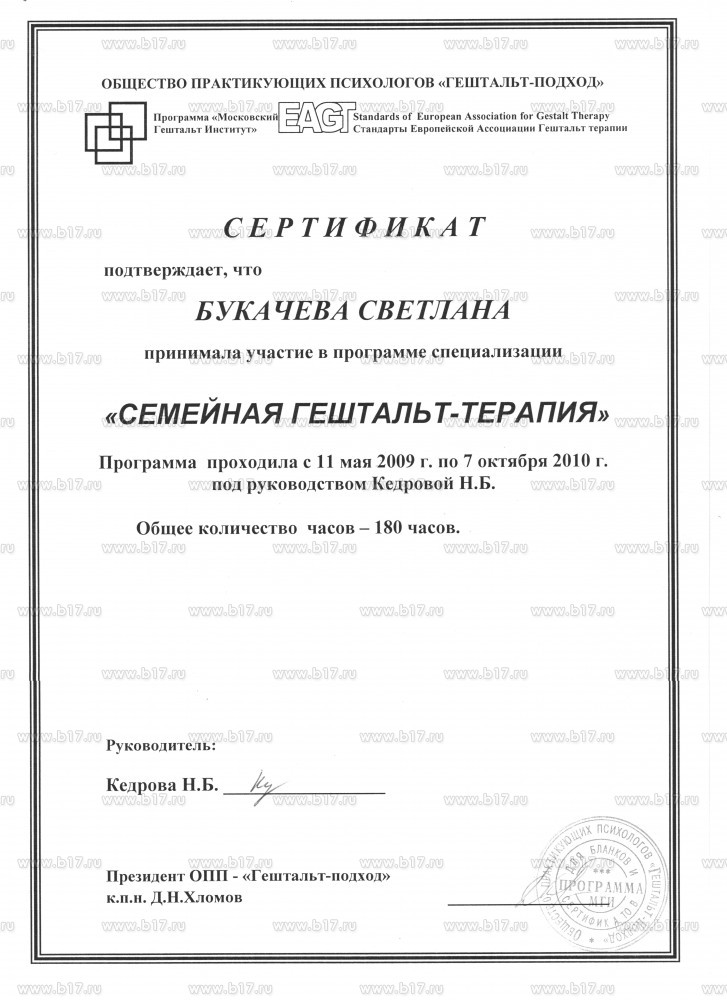 ОБЩЕСТВО ПРАКТИКУЮЩИХ ПСИХОЛОГОВ «ГЕШТАЛЬТ-ПОДХОД»
Программа «Московский
Гештальт Институт»
EAGT
Standards of European Association for Gestalt Therapy
Стандарты Европейской Ассоциации Гештальт терапии
СЕРТИФИКАТ
подтверждает, что
БУКАЧЕВА СВЕТЛАНА
принимала участие в программе специализации
«СЕМЕЙНАЯ ГЕШТАЛЬТ-ТЕРАПИЯ»
Программа проходила с 11 мая 2009 г. по 7 октября 2010 г.
под руководством Кедровой Н.Б.
Общее количество часов – 180 часов.
Руководитель:
Кедрова Н.Б.
Президент ОПП - «Гештальт-подход»
к.п.н. Д.Н.Хломов
ПРАКТИКУЮЩИХ ПСИХОЛОГОВ «ГЕШТАЛЬТ-ПОДХОД»
ДЛЯ БЛАНКОВ И
ПРОГРАММА
МГИ
www.b17.ru